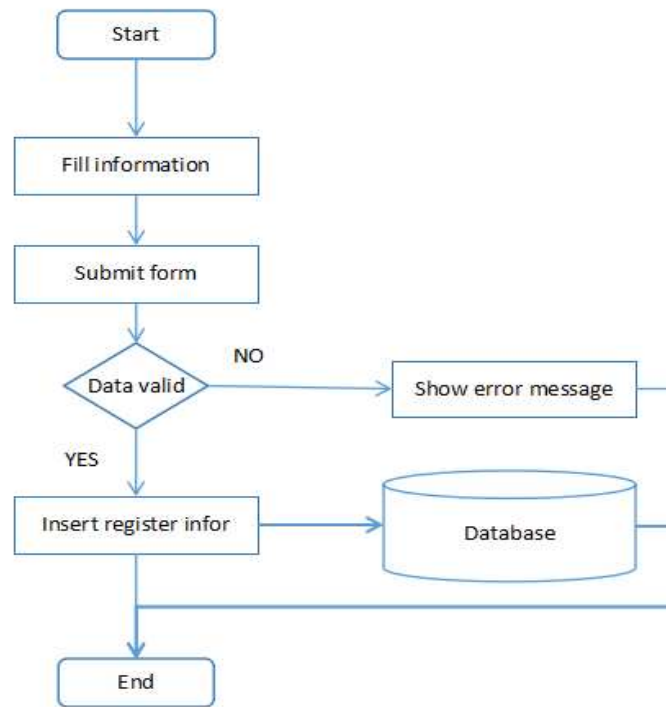 Start
Fill information
Submit form
NO
Data valid
Show error message
YES
Insert register infor
Database
End